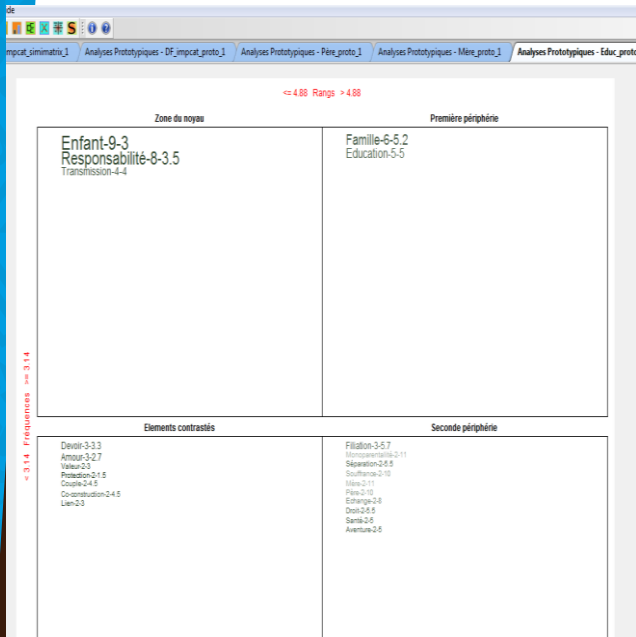 de
mpcat_simimatrix_1 Analyses Prototypiques - DF_impcat_proto_1 Analyses Prototypiques - Père_proto_1 Analyses Prototypiques - Mère_proto_1 Analyses Prototypiques - Educ_proto
<= 4.88 Rangs > 4.88
Zone du noyau
Enfant-9-3
Responsabilité-8-3.5
Transmission-4-4
Première périphérie
Famille-6-5.2
Education-5-5
< 3.14 Fréquences >= 3.14
Elements contrastés
Devoir-3-3.3
Amour-3-2.7
Valeur-2-3
Protection-2-1.5
Couple-2-4.5
Co-construction-2-4.5
Lien-2-3
Seconde périphérie
Filiation-3-5.7
Monoparentalité-2-11
Séparation-2-5.5
Souffrance-2-10
Mère-2-11
Père-2-10
Echange-2-8
Droit-2-5.5
Santé-2-5
Aventure-2-5